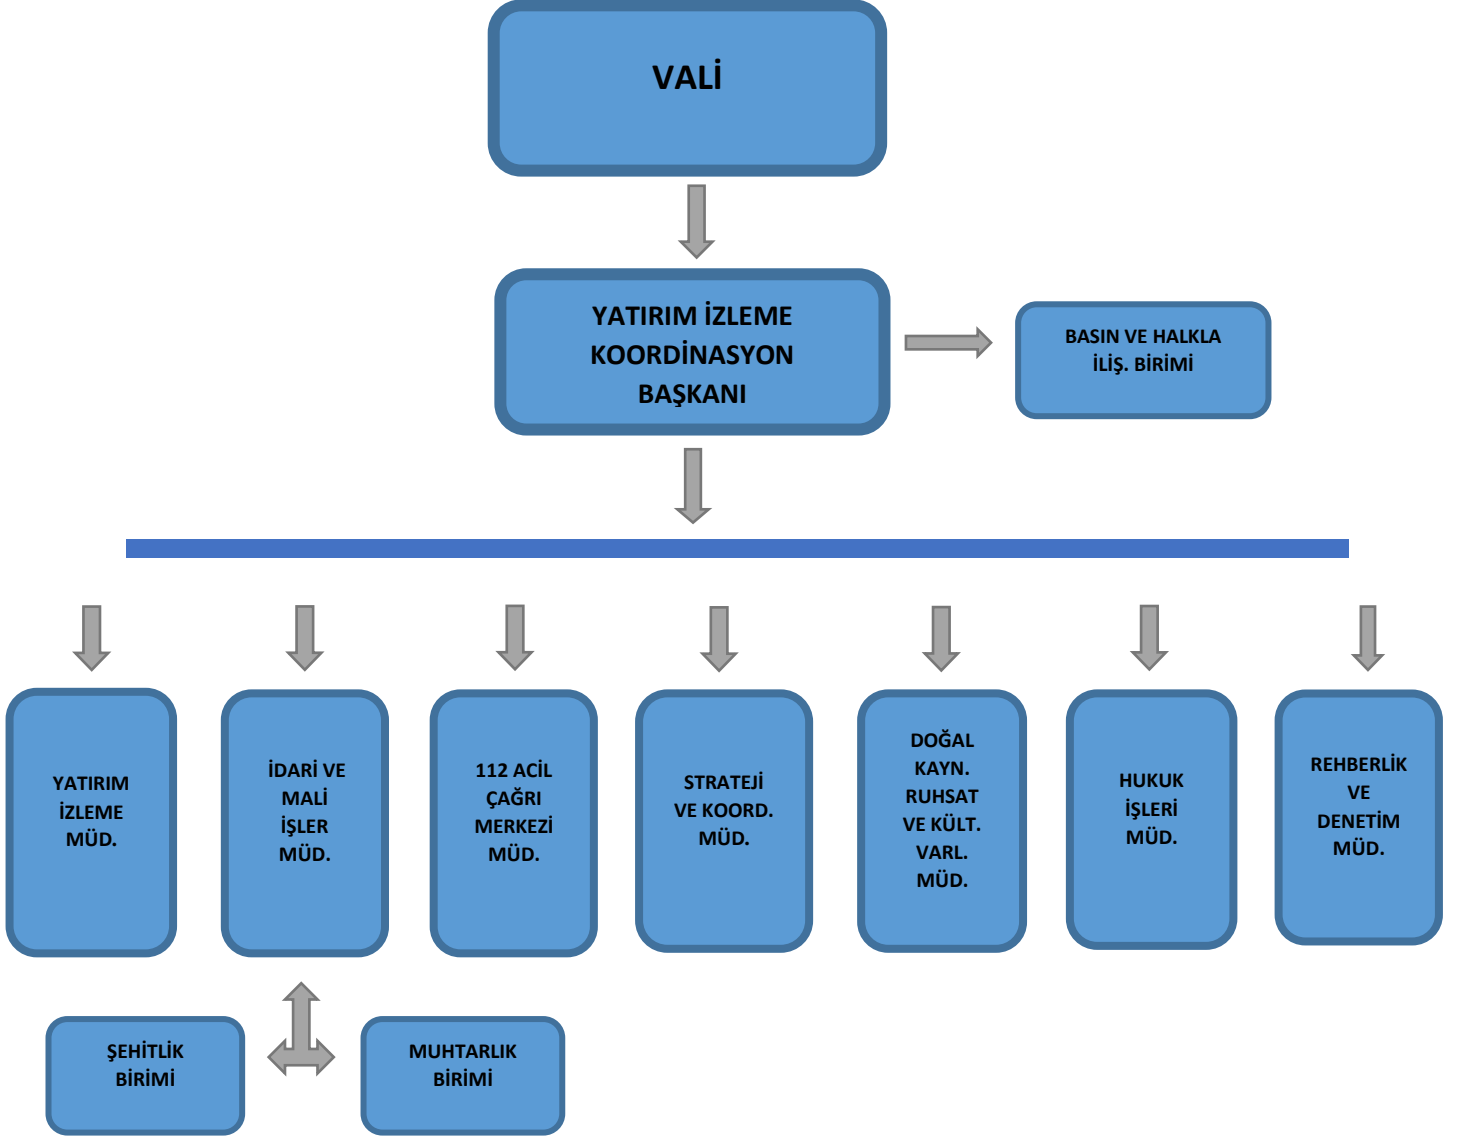 VALİ
YATIRIM İZLEME
KOORDİNASYON
BAŞKANI
BASIN VE HALKLA
İLİŞ. BİRİMİ
YATIRIM
İZLEME
MÜD.
İDARİ VE
MALİ
İŞLER
MÜD.
112 ACİL
ÇAĞRI
MERKEZİ
MÜD.
STRATEJİ
VE KOORD.
MÜD.
DOĞAL
KAYN.
RUHSAT
VE KÜLT.
VARL.
MÜD.
HUKUK
İŞLERİ
MÜD.
REHBERLİK
VE
DENETİM
MÜD.
ŞEHİTLİK
BİRİMİ
MUHTARLIK
BİRİMİ